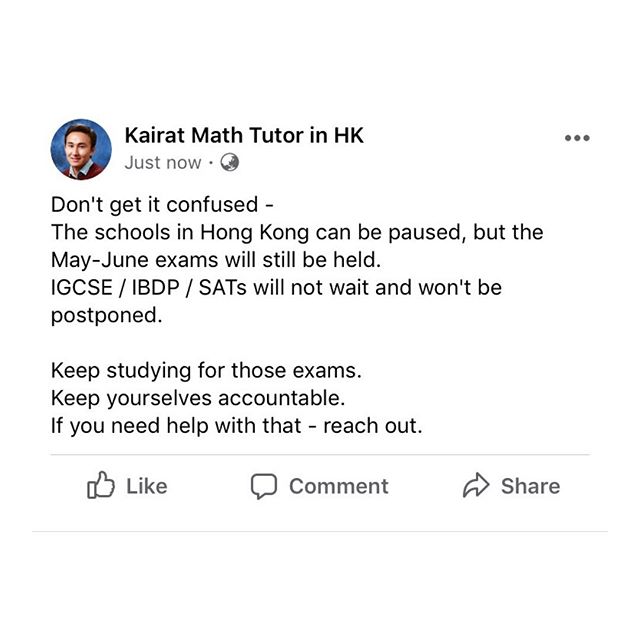 Kairat Math Tutor in HK
Just now ·
Don't get it confused -
The schools in Hong Kong can be paused, but the
May-June exams will still be held.
IGCSE / IBDP / SATs will not wait and won't be
postponed.
Keep studying for those exams.
Keep yourselves accountable.
If you need help with that - reach out.
Like
Comment
Share